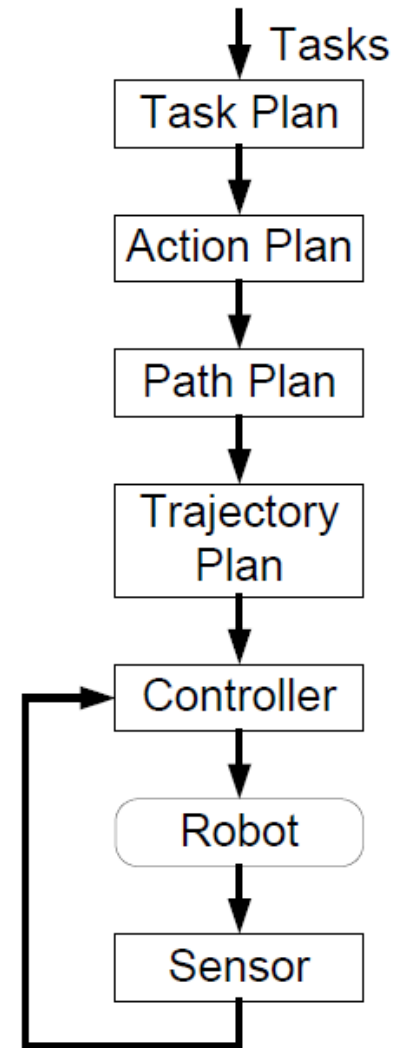 Tasks
Task Plan
Action Plan
Path Plan
Trajectory
Plan
Controller
Robot
Sensor